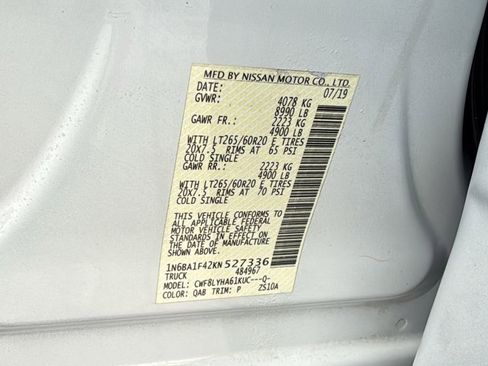 MFD BY NISSAN MOTOR CO., LTD.
DATE: 07/19
GVWR: 4078 KG
8990 LB
GAWR FR.: 2223 KG
4900 LB
WITH LT265/60R20 E TIRES
20X7.5 RIMS AT 65 PSI
COLD SINGLE
GAWR RR.: 2223 KG
4900 LB
WITH LT265/60R20 E TIRES
20X7.5 RIMS AT 70 PSI
COLD SINGLE
THIS VEHICLE CONFORMS TO
ALL APPLICABLE FEDERAL
MOTOR VEHICLE SAFETY
STANDARDS IN EFFECT ON
THE DATE OF MANUFACTURE
SHOWN ABOVE.
1N6BA1F42KN527336
TRUCK 484967
MODEL: CWF8LYHA61KUC---Q-
COLOR: QAB TRIM: P ZS10A